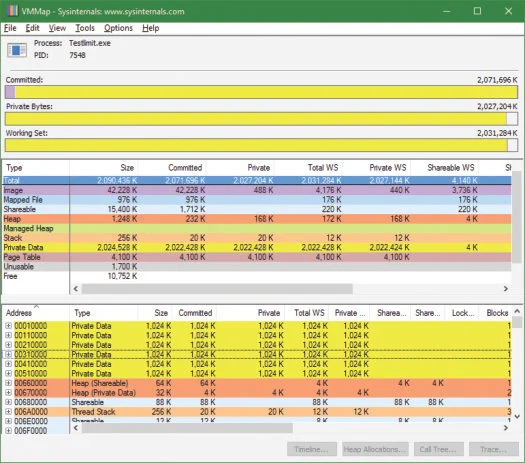 VMMap - Sysinternals: www.sysinternals.com
File Edit View Tools Options Help
Process: Testlimit.exe
PID: 7548
Committed: 2,071,696 K
Private Bytes: 2,027,204 K
Working Set: 2,031,284 K
Type Size Committed Private Total WS Private WS Shareable WS Sh
Total 2,090,436 K 2,071,696 K 2,027,204 K 2,031,284 K 2,027,144 K 4,140 K
Image 42,228 K 42,228 K 488 K 4,176 K 440 K 3,736 K
Mapped File 976 K 976 K 176 K 176 K
Shareable 15,400 K 1,712 K 220 K 220 K
Heap 1,248 K 232 K 168 K 172 K 168 K 4 K
Managed Heap
Stack 256 K 20 K 20 K 12 K 12 K
Private Data 2,024,528 K 2,022,428 K 2,022,428 K 2,022,428 K 2,022,424 K 4 K
Page Table 4,100 K 4,100 K 4,100 K 4,100 K 4,100 K
Unusable 1,700 K
Free 10,752 K
Address Type Size Committed Private Total WS Private ... Sharea... Share... Lock... Blocks
00010000 Private Data 1,024 K 1,024 K 1,024 K 1,024 K 1,024 K 1
00110000 Private Data 1,024 K 1,024 K 1,024 K 1,024 K 1,024 K 1
00210000 Private Data 1,024 K 1,024 K 1,024 K 1,024 K 1,024 K 1
00310000 Private Data 1,024 K 1,024 K 1,024 K 1,024 K 1,024 K 1
00410000 Private Data 1,024 K 1,024 K 1,024 K 1,024 K 1,024 K 1
00510000 Private Data 1,024 K 1,024 K 1,024 K 1,024 K 1,024 K 1
00660000 Heap (Shareable) 64 K 64 K 4 K 4 K 4 K 1
00670000 Heap (Private Data) 32 K 4 K 4 K 4 K 4 K 2
00680000 Shareable 88 K 88 K 88 K 88 K 88 K 1
006A0000 Thread Stack 256 K 20 K 20 K 12 K 12 K 3
006E0000 Shareable 12 K 12 K 8 K 8 K 8 K 1
006F0000
Timeline... Heap Allocations... Call Tree... Trace...